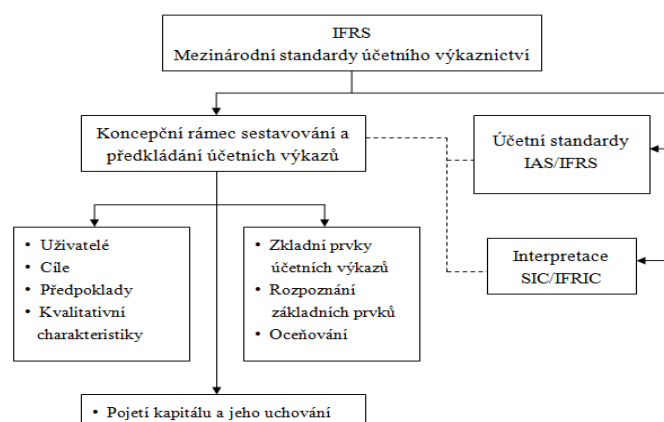 IFRS
Mezinárodní standardy účetního výkaznictví
Koncepční rámec sestavování a
předkládání účetních výkazů
Účetní standardy
IAS/IFRS
• Uživatelé
• Cíle
• Předpoklady
• Kvalitativní
charakteristiky
• Zkladní prvky
účetních výkazů
• Rozpoznání
základních prvků
• Oceňování
Interpretace
SIC/IFRIC
• Pojetí kapitálu a jeho uchování